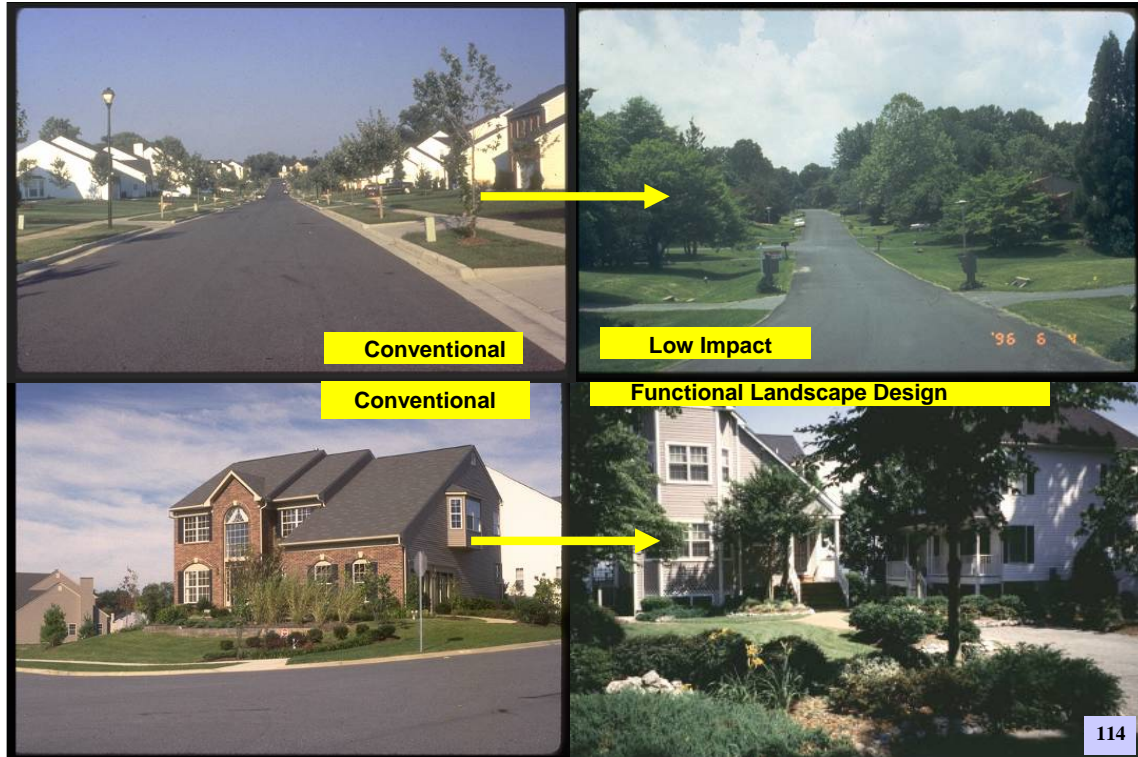 Conventional
Low Impact
'96 6 4
Conventional
Functional Landscape Design
114